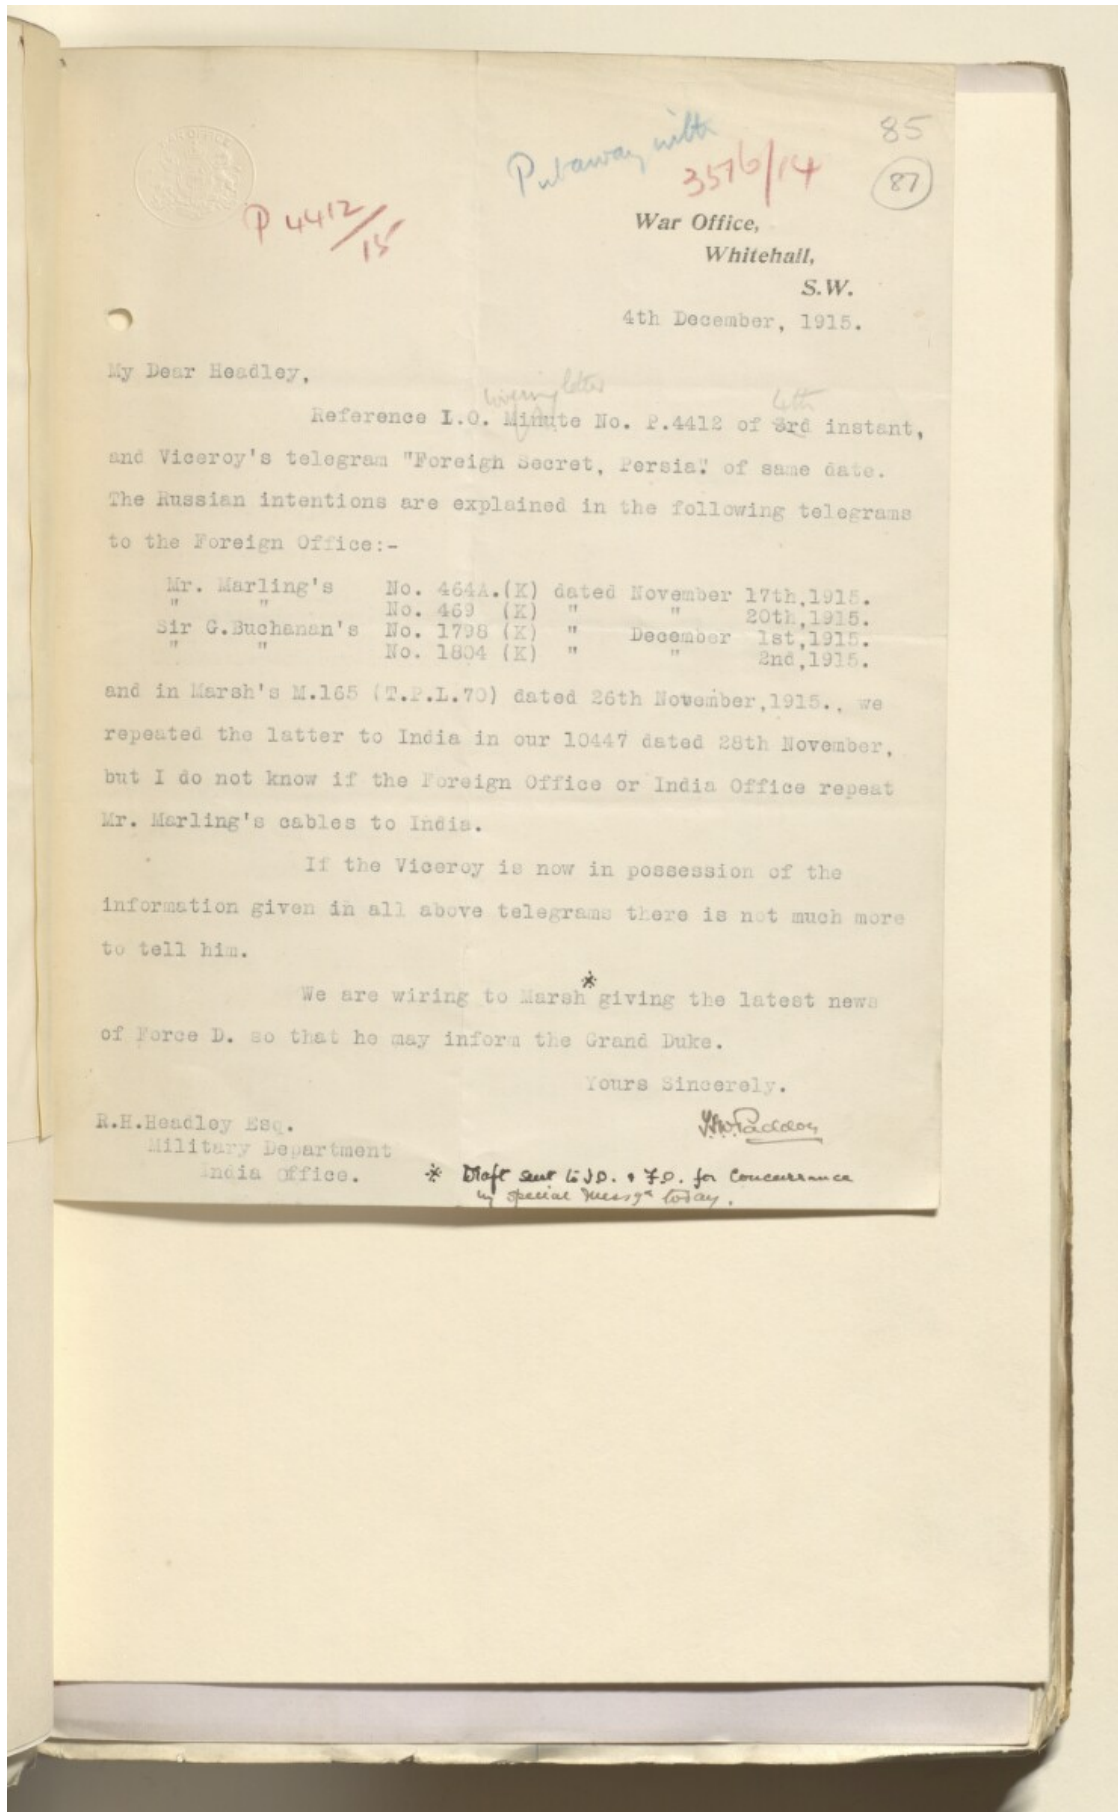 WAR OFFICE
85
Putaway with
3576/14
87
P 4412/15
War Office,
Whitehall,
S.W.
4th December, 1915.
My Dear Headley,
covering letter 4th
Reference I.O. Minute No. P.4412 of 3rd instant,
and Viceroy's telegram "Foreigh Secret, Persia". of same date.
The Russian intentions are explained in the following telegrams
to the Foreign Office:-
Mr. Marling's No. 464A.(K) dated November 17th,1915.
" " No. 469 (K) " " 20th,1915.
Sir G.Buchanan's No. 1798 (K) " December 1st,1915.
" " No. 1804 (K) " " 2nd,1915.
and in Marsh's M.165 (T.P.L.70) dated 26th November,1915., we
repeated the latter to India in our 10447 dated 28th November,
but I do not know if the Foreign Office or India Office repeat
Mr. Marling's cables to India.
If the Viceroy is now in possession of the
information given in all above telegrams there is not much more
to tell him.
We are wiring to Marsh* giving the latest news
of Force D. so that he may inform the Grand Duke.
Yours Sincerely.
Paddon
R.H.Headley Esq.
Military Department
India Office.
* Draft sent to I.O. & F.O. for concurrance
by special messgr today.